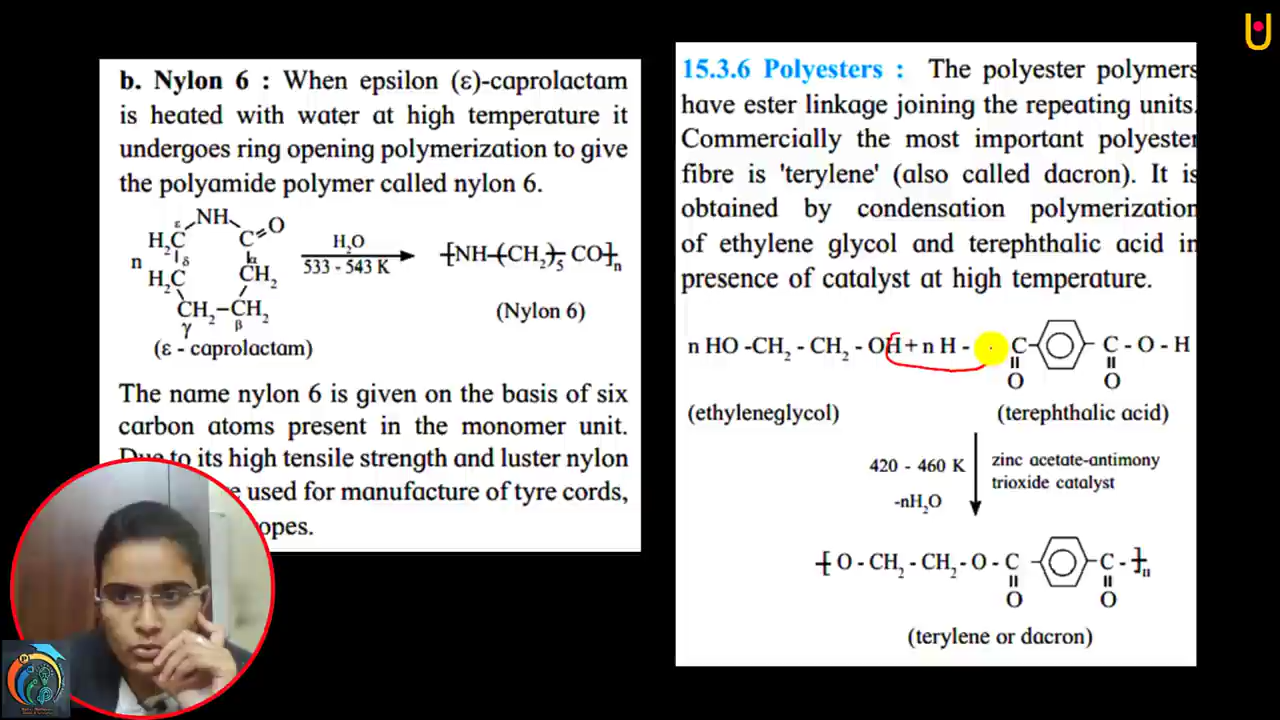 b. Nylon 6 : When epsilon (ε)-caprolactam
is heated with water at high temperature it
undergoes ring opening polymerization to give
the polyamide polymer called nylon 6.
NH
ε
H₂C
C
O
n
δ
α
H₂C
CH₂
CH₂–CH₂
γ
β
(ε - caprolactam)
H₂O
533 - 543 K
-[NH-(CH₂)-₅ CO]-ₙ
(Nylon 6)
The name nylon 6 is given on the basis of six
carbon atoms present in the monomer unit.
Due to its high tensile strength and luster nylon
used for manufacture of tyre cords,
15.3.6 Polyesters : The polyester polymers
have ester linkage joining the repeating units.
Commercially the most important polyester
fibre is 'terylene' (also called dacron). It is
obtained by condensation polymerization
of ethylene glycol and terephthalic acid in
presence of catalyst at high temperature.
n HO -CH₂ - CH₂ - OH + n H - C C - O - H
O O
(ethyleneglycol) (terephthalic acid)
420 - 460 K
-nH₂O
zinc acetate-antimony
trioxide catalyst
-[ O - CH₂ - CH₂ - O - C C - ]-ₙ
O O
(terylene or dacron)